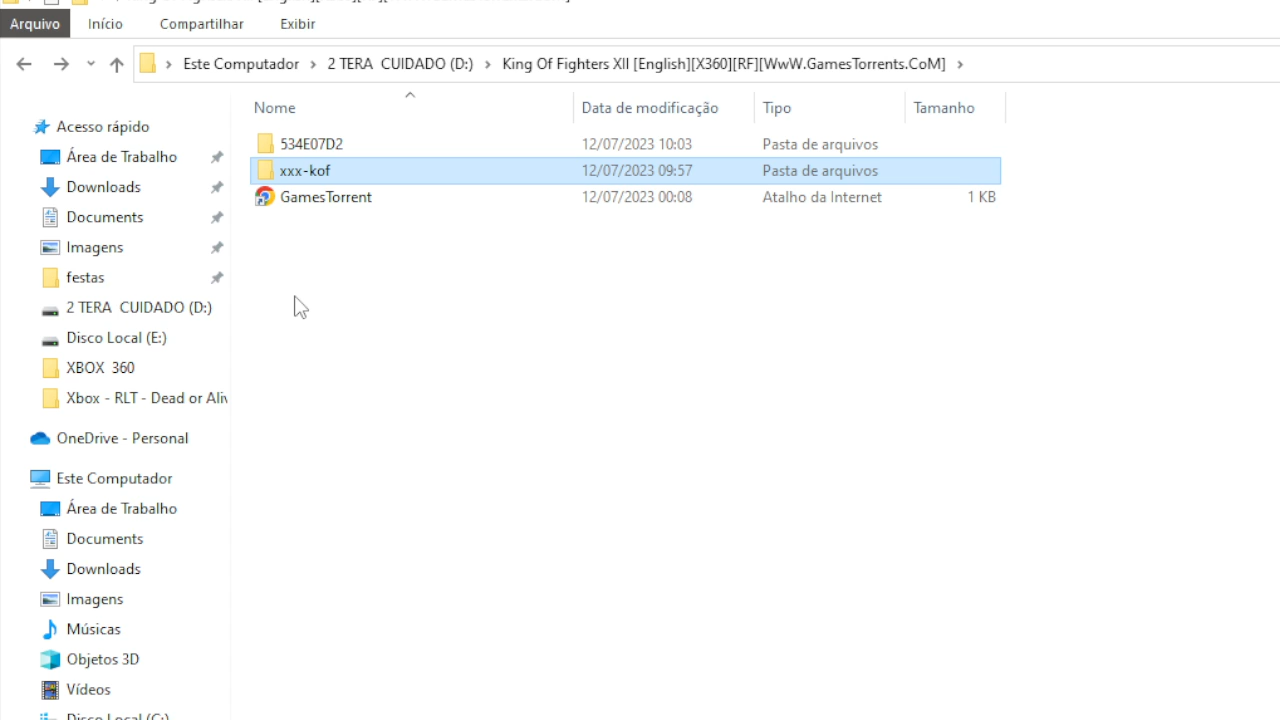 Arquivo Início Compartilhar Exibir
Este Computador 2 TERA CUIDADO (D:) King Of Fighters XII [English][X360][RF][WwW.GamesTorrents.CoM]
Nome Data de modificação Tipo Tamanho
534E07D2 12/07/2023 10:03 Pasta de arquivos
xxx-kof 12/07/2023 09:57 Pasta de arquivos
GamesTorrent 12/07/2023 00:08 Atalho da Internet 1 KB
Acesso rápido
Área de Trabalho
Downloads
Documents
Imagens
festas
2 TERA CUIDADO (D:)
Disco Local (E:)
XBOX 360
Xbox - RLT - Dead or Aliv
OneDrive - Personal
Este Computador
Área de Trabalho
Documents
Downloads
Imagens
Músicas
Objetos 3D
Vídeos
Disco Local (C:)